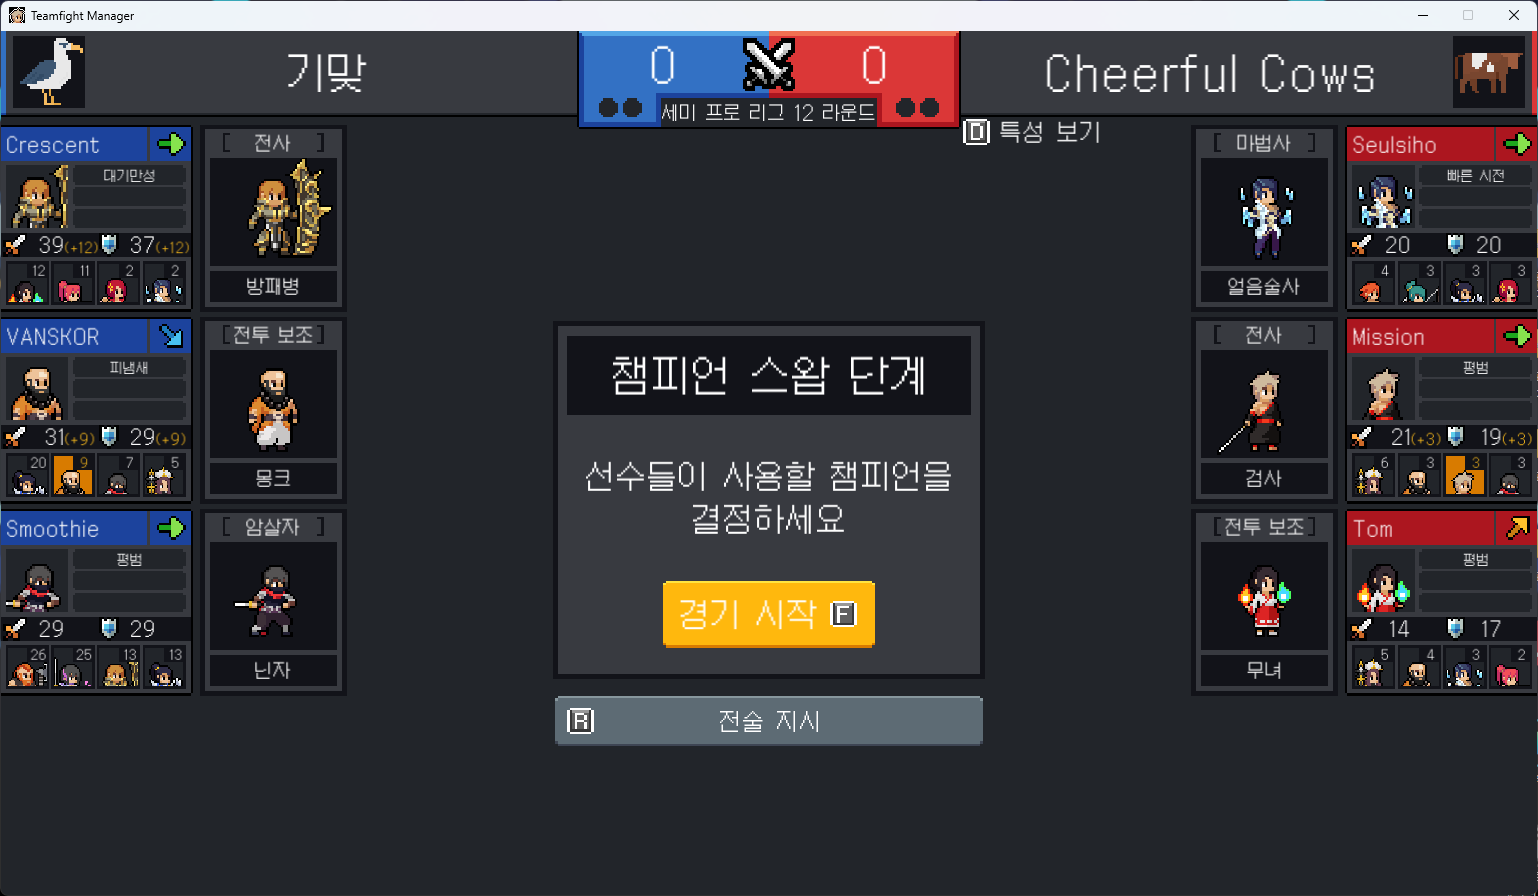 Teamfight Manager
기맞
0
0
세미 프로 리그 12 라운드
Cheerful Cows
D 특성 보기
Crescent
대기만성
39(+12) 37(+12)
12 11 2 2
[ 전사 ]
방패병
VANSKOR
피냄새
31(+9) 29(+9)
20 9 7 5
[전투 보조]
몽크
Smoothie
평범
29 29
26 25 13 13
[ 암살자 ]
닌자
챔피언 스왑 단계
선수들이 사용할 챔피언을
결정하세요
경기 시작 F
R 전술 지시
[ 마법사 ]
얼음술사
Seulsiho
빠른 시전
20 20
4 3 3 3
[ 전사 ]
검사
Mission
평범
21(+3) 19(+3)
6 3 3 3
[전투 보조]
무녀
Tom
평범
14 17
5 4 3 2